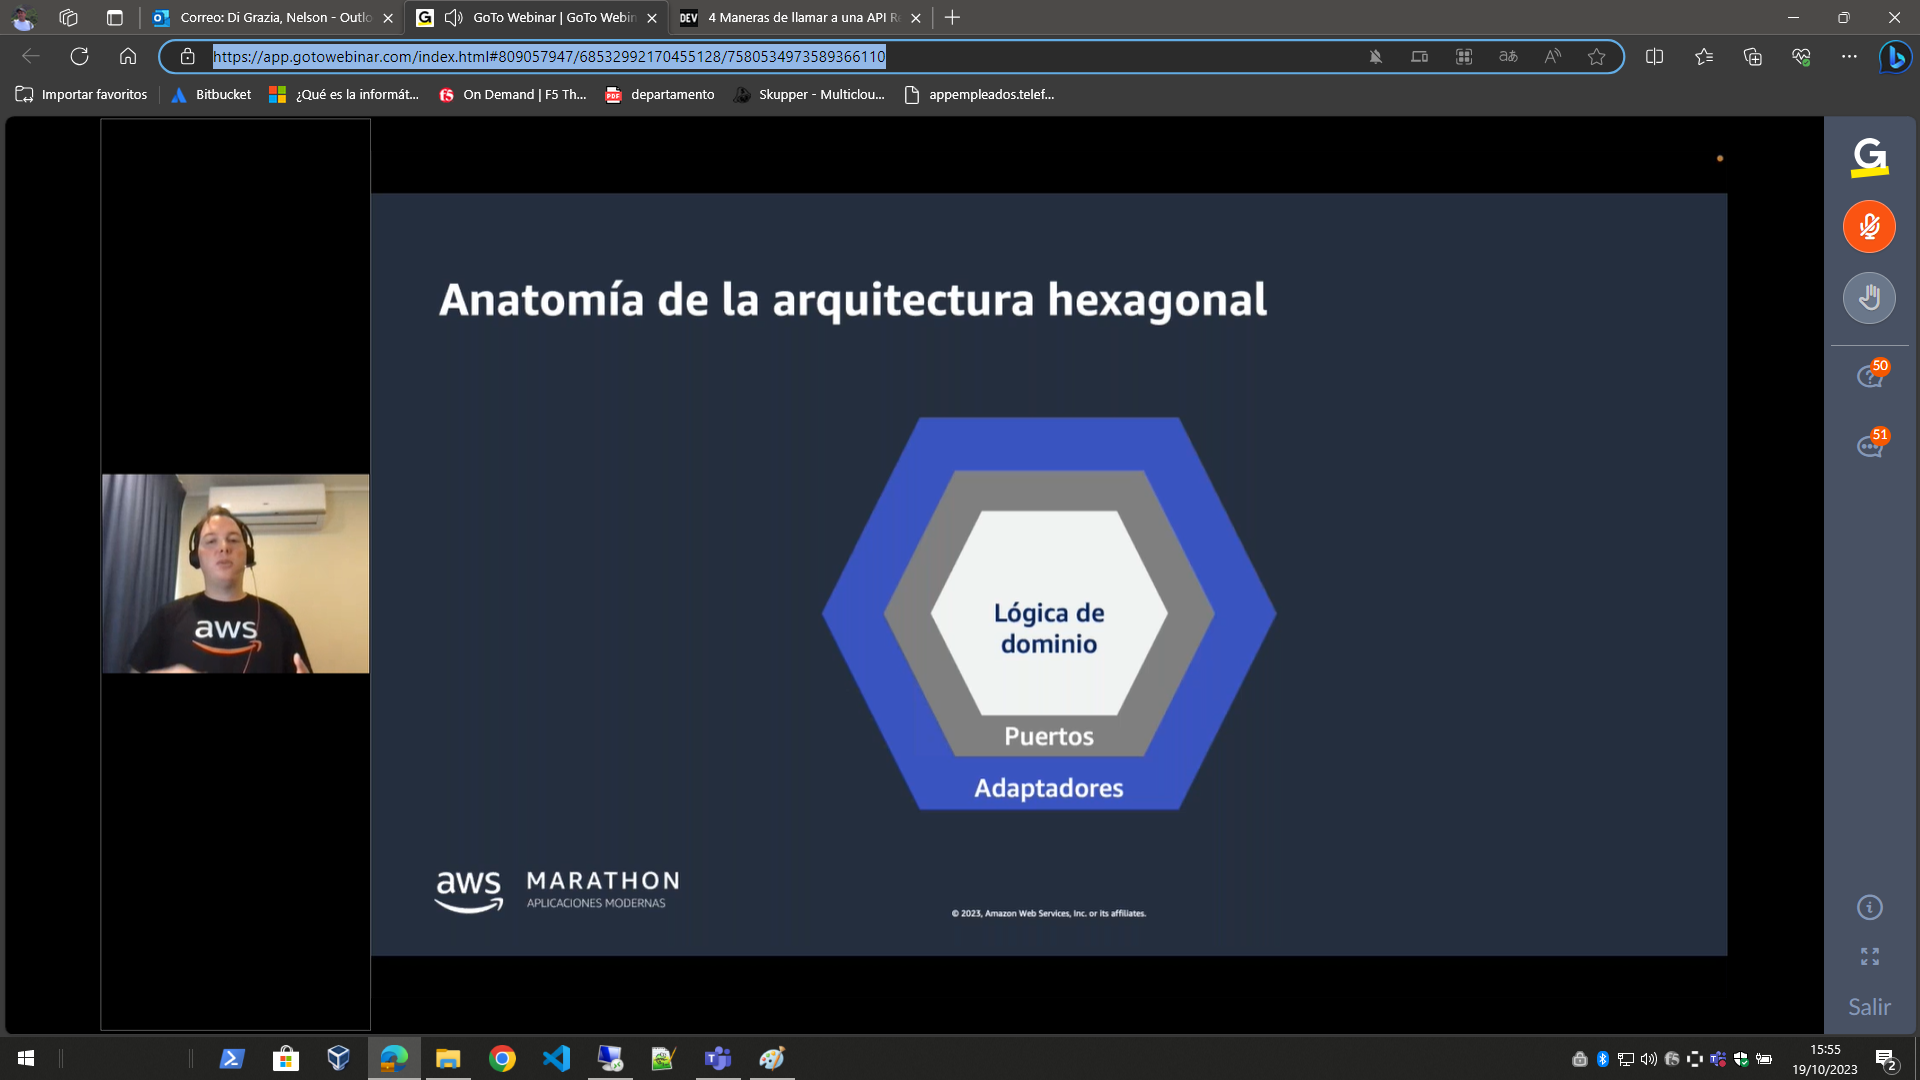 Correo: Di Grazia, Nelson - Outlo
GoTo Webinar | GoTo Webin
DEV
4 Maneras de llamar a una API Re
https://app.gotowebinar.com/index.html#809057947/68532992170455128/7580534973589366110
Importar favoritos
Bitbucket
¿Qué es la informát...
On Demand | F5 Th...
departamento
Skupper - Multiclou...
appempleados.telef...
Anatomía de la arquitectura hexagonal
Lógica de
dominio
Puertos
Adaptadores
aws
aws
MARATHON
APLICACIONES MODERNAS
© 2023, Amazon Web Services, Inc. or its affiliates.
G
50
51
Salir
15:55
19/10/2023
2